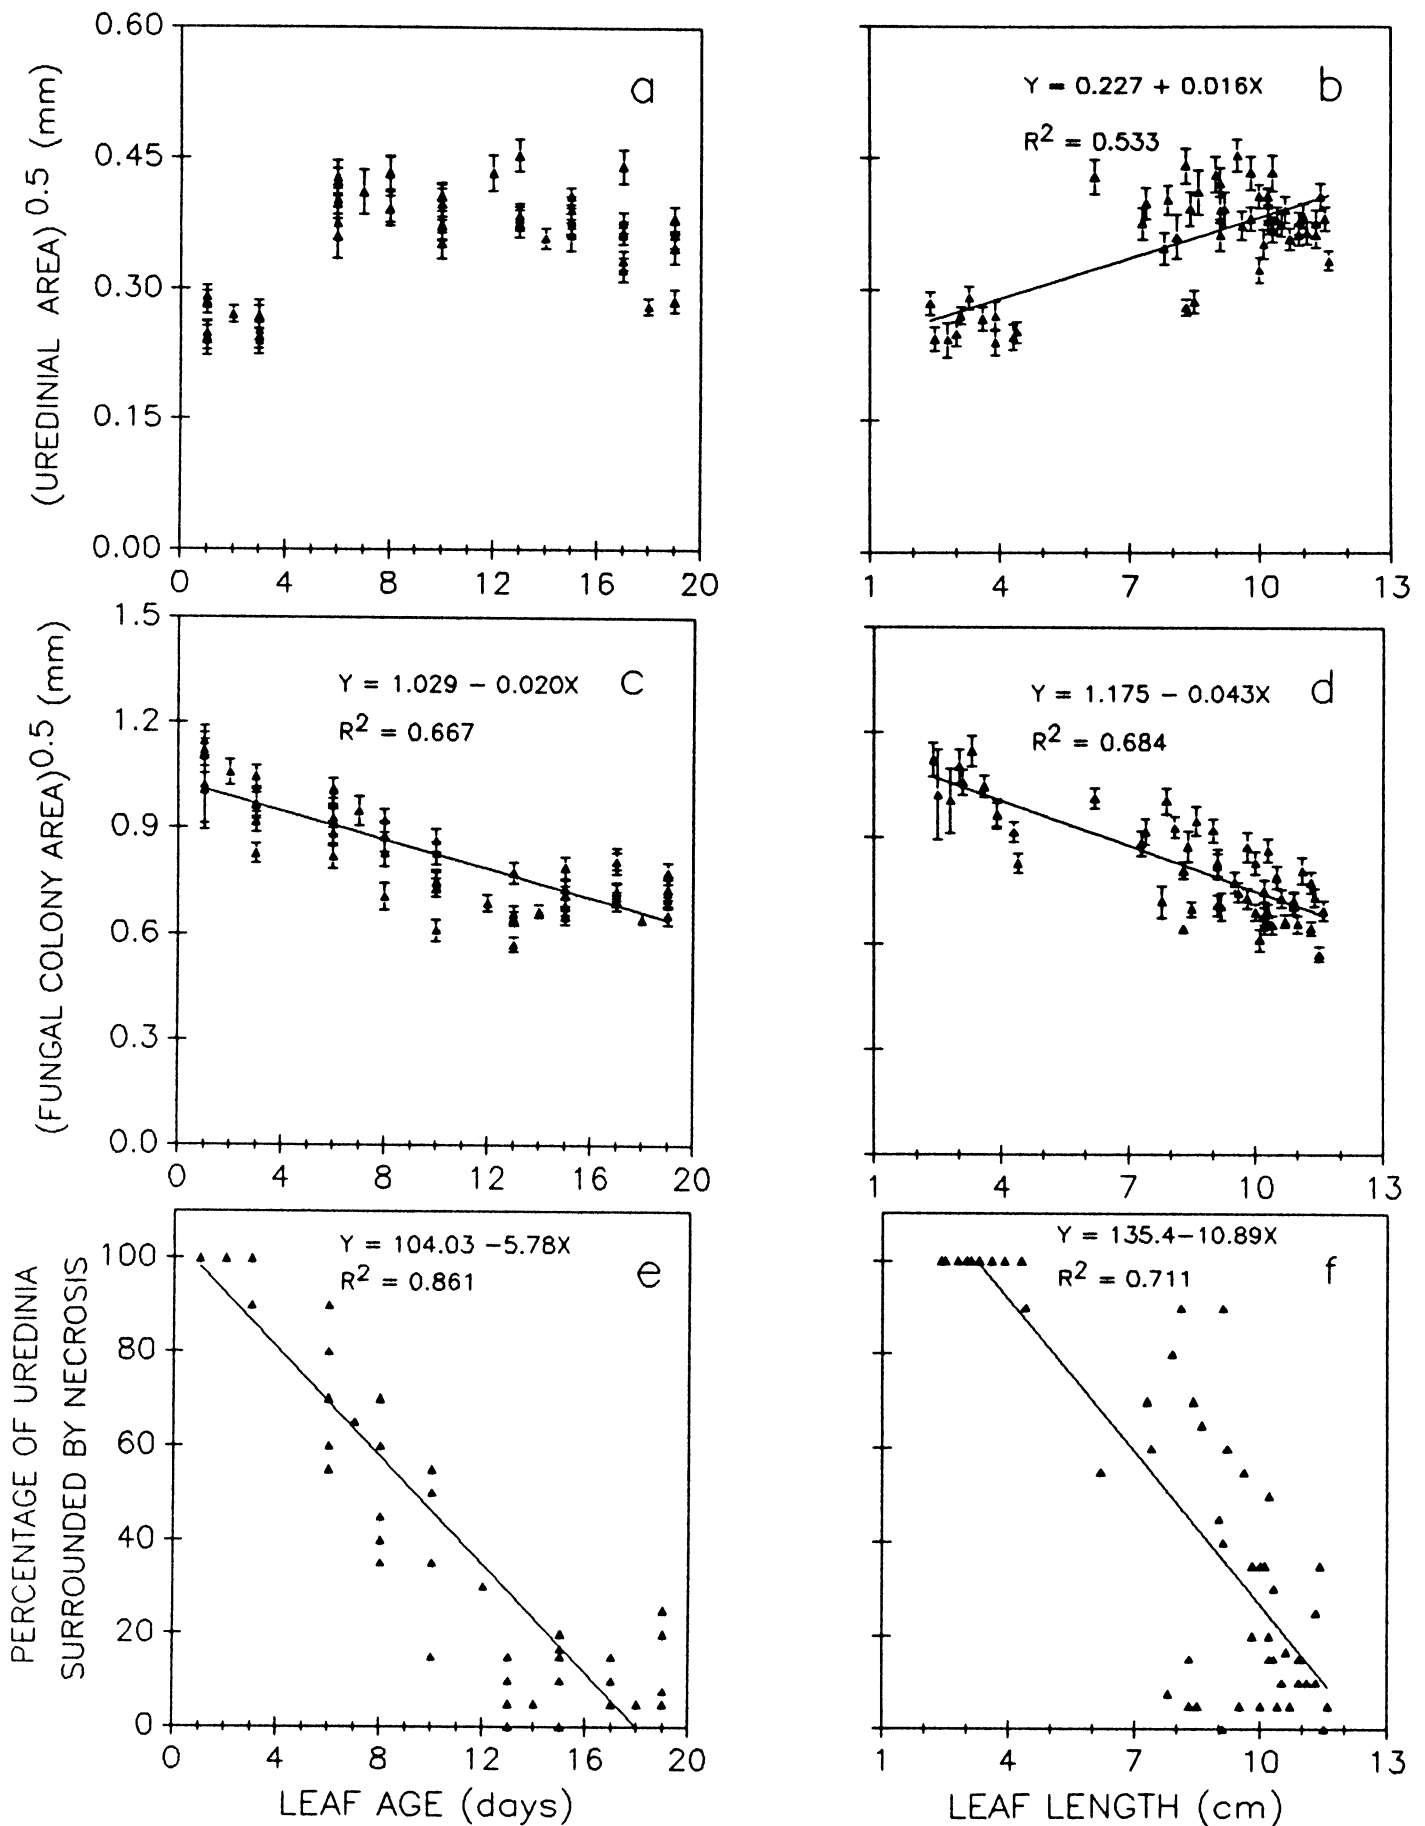 a
(UREDINIAL AREA) 0.5 (mm)
0.60
0.45
0.30
0.15
0.00
0 4 8 12 16 20
b
Y = 0.227 + 0.016X
R2 = 0.533
1 4 7 10 13
c
(FUNGAL COLONY AREA)0.5 (mm)
Y = 1.029 - 0.020X
R2 = 0.667
1.5
1.2
0.9
0.6
0.3
0.0
0 4 8 12 16 20
d
Y = 1.175 - 0.043X
R2 = 0.684
1 4 7 10 13
e
PERCENTAGE OF UREDINIA
SURROUNDED BY NECROSIS
Y = 104.03 -5.78X
R2 = 0.861
100
80
60
40
20
0
0 4 8 12 16 20
LEAF AGE (days)
f
Y = 135.4-10.89X
R2 = 0.711
1 4 7 10 13
LEAF LENGTH (cm)